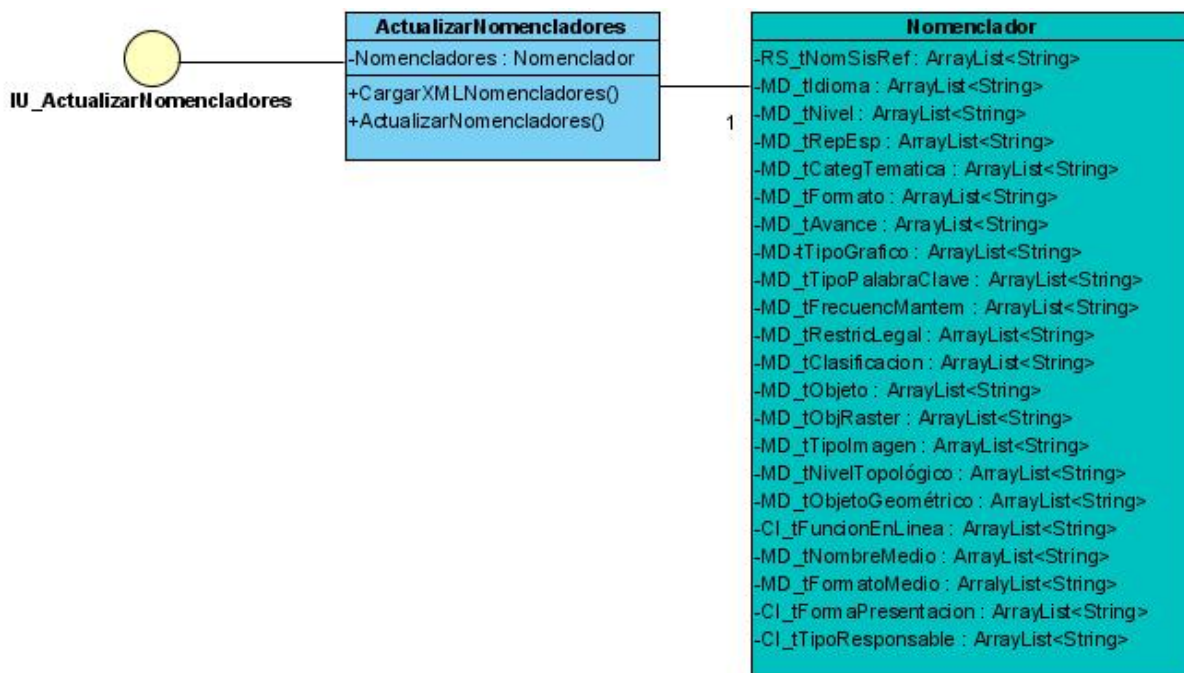 IU_ActualizarNomencladores
ActualizarNomencladores
-Nomencladores : Nomenclador
+CargarXMLNomencladores()
+ActualizarNomencladores()
1
Nomenclador
-RS_tNomSisRef : ArrayList<String>
-MD_tIdioma : ArrayList<String>
-MD_tNivel : ArrayList<String>
-MD_tRepEsp : ArrayList<String>
-MD_tCategTematica : ArrayList<String>
-MD_tFormato : ArrayList<String>
-MD_tAvance : ArrayList<String>
-MD-tTipoGrafico : ArrayList<String>
-MD_tTipoPalabraClave : ArrayList<String>
-MD_tFrecuencMantem : ArrayList<String>
-MD_tRestricLegal : ArrayList<String>
-MD_tClasificacion : ArrayList<String>
-MD_tObjeto : ArrayList<String>
-MD_tObjRaster : ArrayList<String>
-MD_tTipoImagen : ArrayList<String>
-MD_tNivelTopológico : ArrayList<String>
-MD_tObjetoGeométrico : ArrayList<String>
-CI_tFuncionEnLinea : ArrayList<String>
-MD_tNombreMedio : ArrayList<String>
-MD_tFormatoMedio : ArralyList<String>
-CI_tFormaPresentacion : ArrayList<String>
-CI_tTipoResponsable : ArrayList<String>